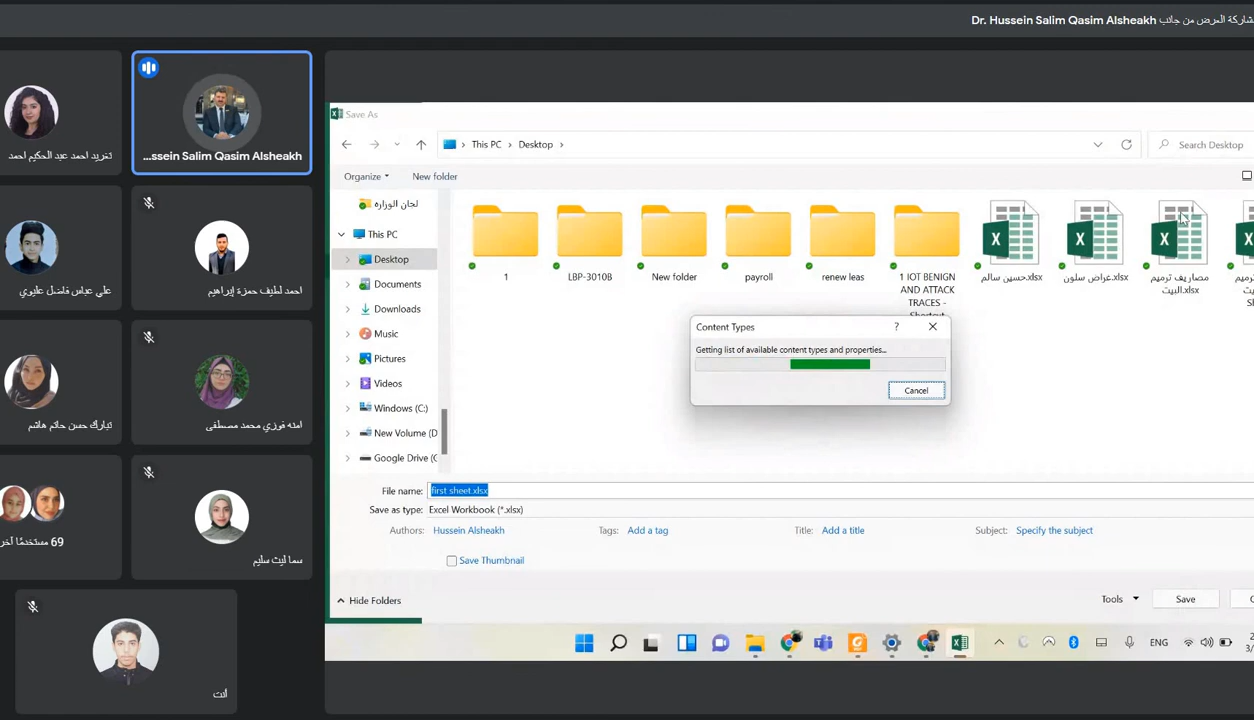 مشاركة العرض من جانب Dr. Hussein Salim Qasim Alsheakh
تغريد احمد عبد الحكيم احمد
...ssein Salim Qasim Alsheakh
علي عباس فاضل عليوي
احمد لطيف حمزة إبراهيم
تبارك حسن حاتم هاشم
امنه فوزي محمد مصطفى
69 مستخدمًا آخر
سما ليث سليم
أنت
Save As
This PC
Desktop
Search Desktop
Organize
New folder
لجان الوزاره
This PC
Desktop
Documents
Downloads
Music
Pictures
Videos
Windows (C:)
New Volume (D
Google Drive (G
1
LBP-3010B
New folder
payroll
renew leas
1 IOT BENIGN
AND ATTACK
TRACES -
Shortcut
حسين سالم.xlsx
اغراض سلون.xlsx
مصاريف ترميم
البيت.xlsx
Content Types
?
Getting list of available content types and properties...
Cancel
File name: first sheet.xlsx
Save as type: Excel Workbook (*.xlsx)
Authors: Hussein Alsheakh
Tags: Add a tag
Title: Add a title
Subject: Specify the subject
Save Thumbnail
Hide Folders
Tools
Save
ENG